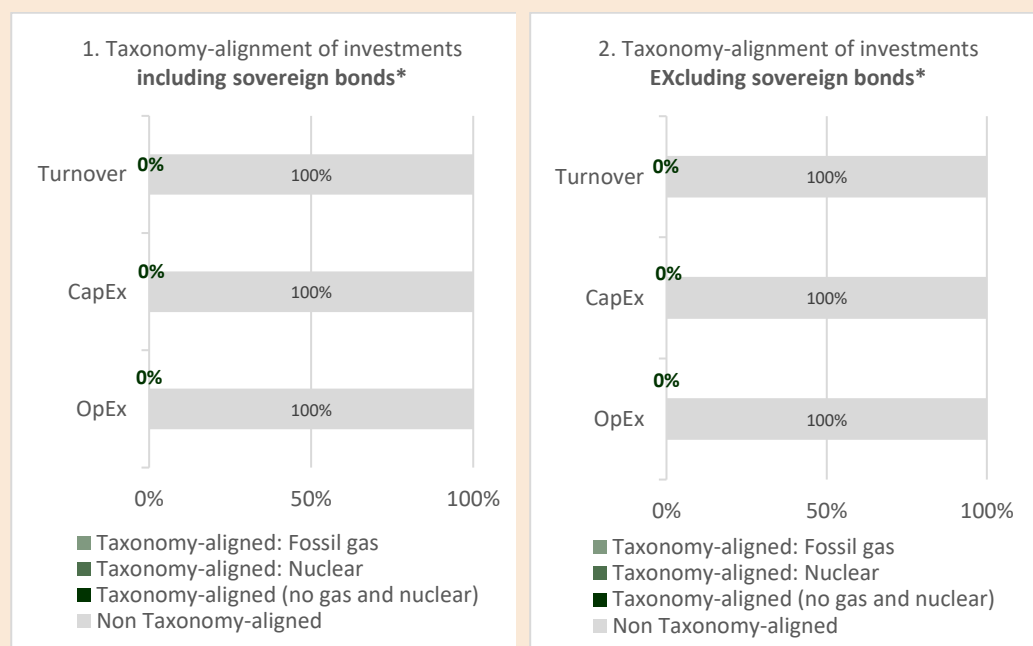 1. Taxonomy-alignment of investments
including sovereign bonds*
Turnover
0%
100%
CapEx
0%
100%
OpEx
0%
100%
0%
50%
100%
Taxonomy-aligned: Fossil gas
Taxonomy-aligned: Nuclear
Taxonomy-aligned (no gas and nuclear)
Non Taxonomy-aligned
2. Taxonomy-alignment of investments
EXcluding sovereign bonds*
Turnover
0%
100%
CapEx
0%
100%
OpEx
0%
100%
0%
50%
100%
Taxonomy-aligned: Fossil gas
Taxonomy-aligned: Nuclear
Taxonomy-aligned (no gas and nuclear)
Non Taxonomy-aligned